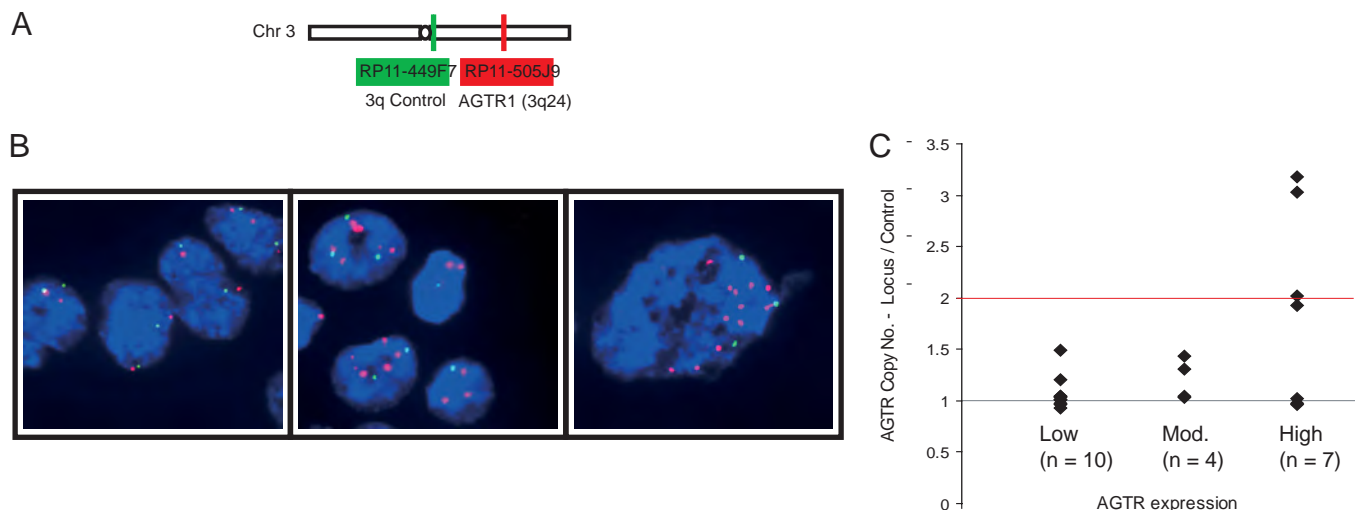 A
Chr 3
RP11-449F7 RP11-505J9
3q Control AGTR1 (3q24)
B
C
AGTR Copy No. - Locus / Control
3.5
3
2.5
2
1.5
1
0.5
0
Low Mod. High
(n = 10) (n = 4) (n = 7)
AGTR expression